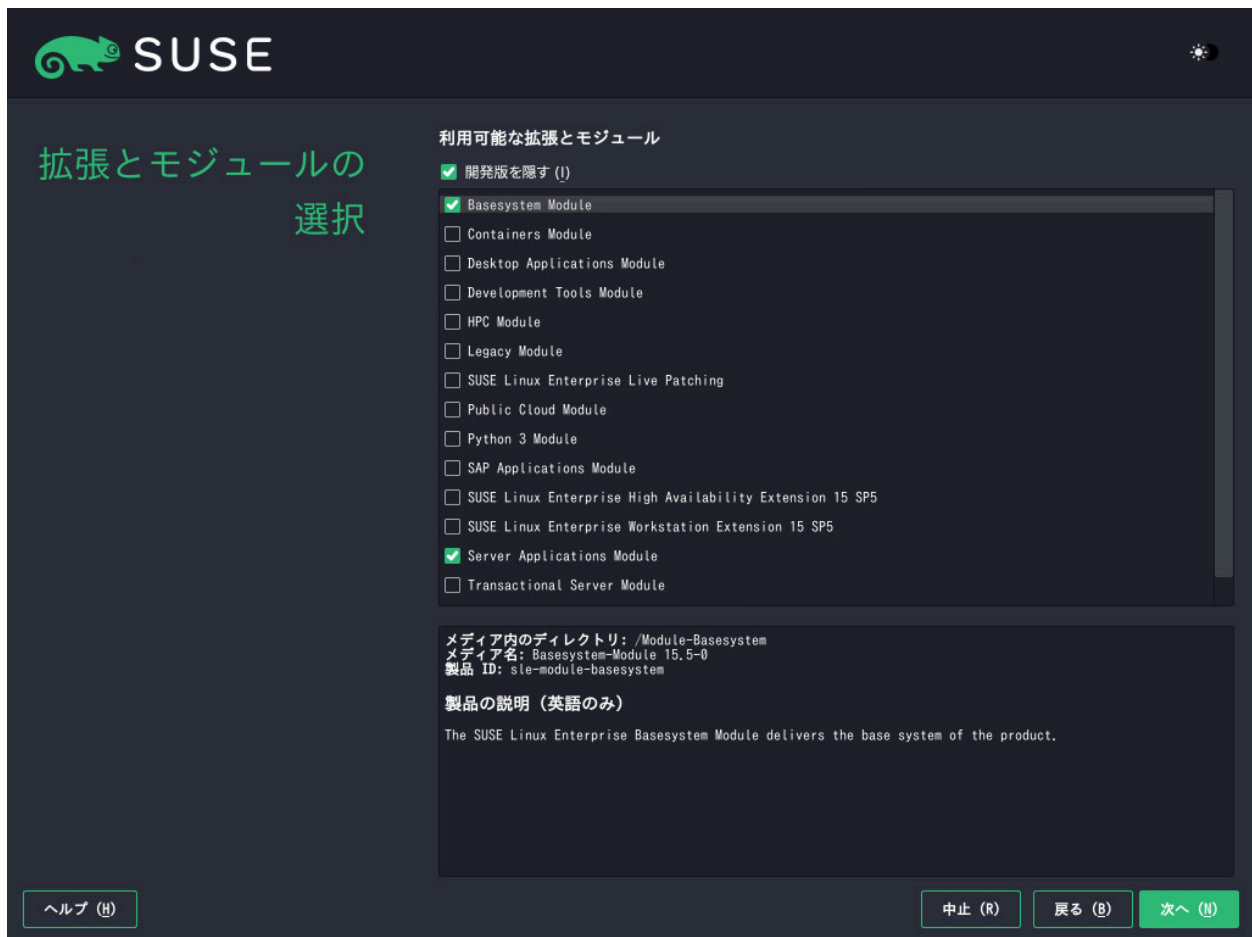 SUSE
拡張とモジュールの
選択
利用可能な拡張とモジュール
開発版を隠す (I)
Basesystem Module
Containers Module
Desktop Applications Module
Development Tools Module
HPC Module
Legacy Module
SUSE Linux Enterprise Live Patching
Public Cloud Module
Python 3 Module
SAP Applications Module
SUSE Linux Enterprise High Availability Extension 15 SP5
SUSE Linux Enterprise Workstation Extension 15 SP5
Server Applications Module
Transactional Server Module
メディア内のディレクトリ: /Module-Basesystem
メディア名: Basesystem-Module 15.5-0
製品 ID: sle-module-basesystem
製品の説明（英語のみ）
The SUSE Linux Enterprise Basesystem Module delivers the base system of the product.
ヘルプ (H)
中止 (R)
戻る (B)
次へ (N)